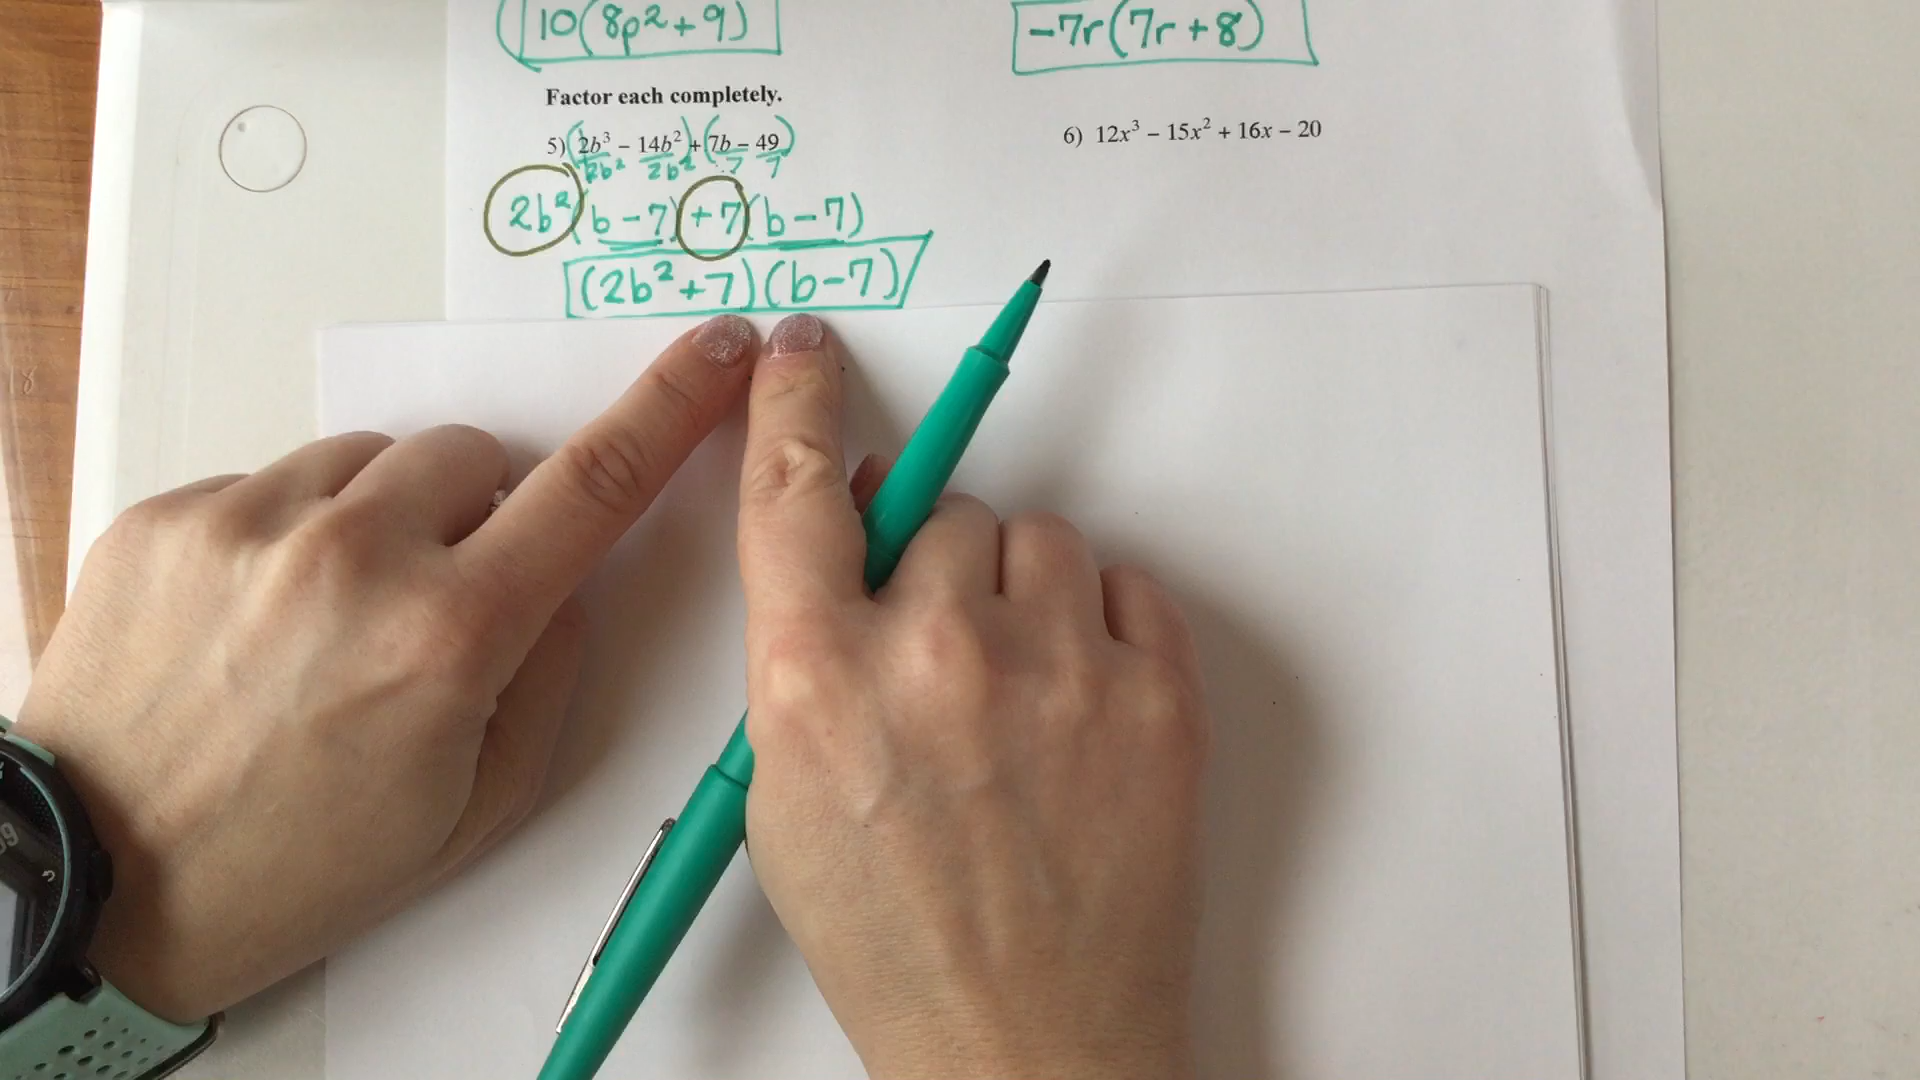 10(8p²+9)
-7r(7r+8)
Factor each completely.
5) (2b³ − 14b²) + (7b − 49)
2b² 2b² 7 7
2b²(b-7)+7(b-7)
(2b²+7)(b-7)
6) 12x³ − 15x² + 16x − 20